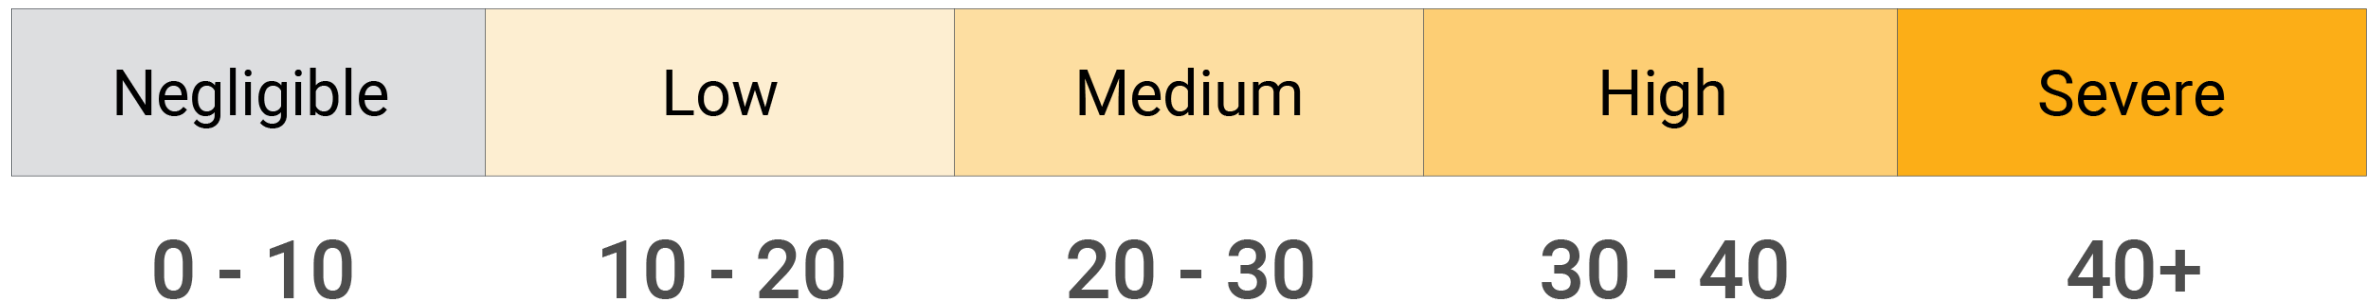 Negligible Low Medium High Severe
0 - 10 10 - 20 20 - 30 30 - 40 40+